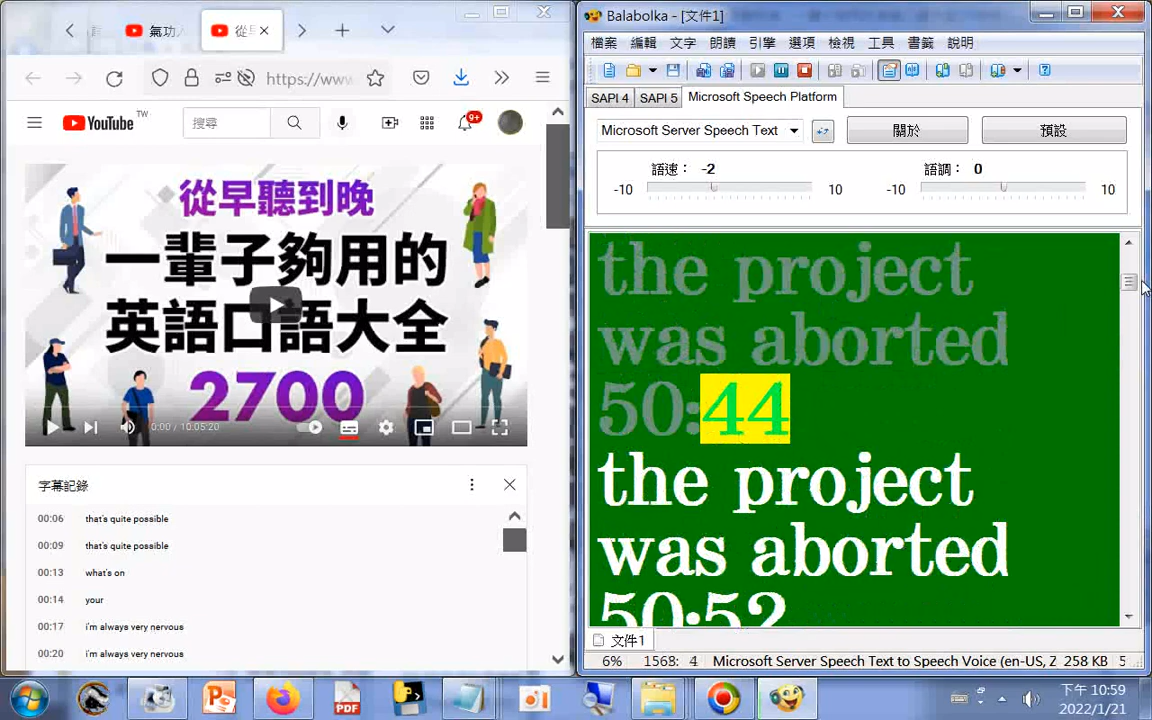 氣功人
從
https://www
YouTube TW
搜尋
9+
從早聽到晚
一輩子夠用的
英語口語大全
2700
0:00 / 10:05:20
字幕記錄
00:06 that's quite possible
00:09 that's quite possible
00:13 what's on
00:14 your
00:17 i'm always very nervous
00:20 i'm always very nervous
Balabolka - [文件1]
檔案 編輯 文字 朗讀 引擎 選項 檢視 工具 書籤 說明
SAPI 4 SAPI 5 Microsoft Speech Platform
Microsoft Server Speech Text 關於 預設
語速： -2 語調： 0
-10 10 -10 10
the project
was aborted
50:44
the project
was aborted
50:52
文件1
6% 1568: 4 Microsoft Server Speech Text to Speech Voice (en-US, Z 258 KB 5
PDF
下午 10:59
2022/1/21